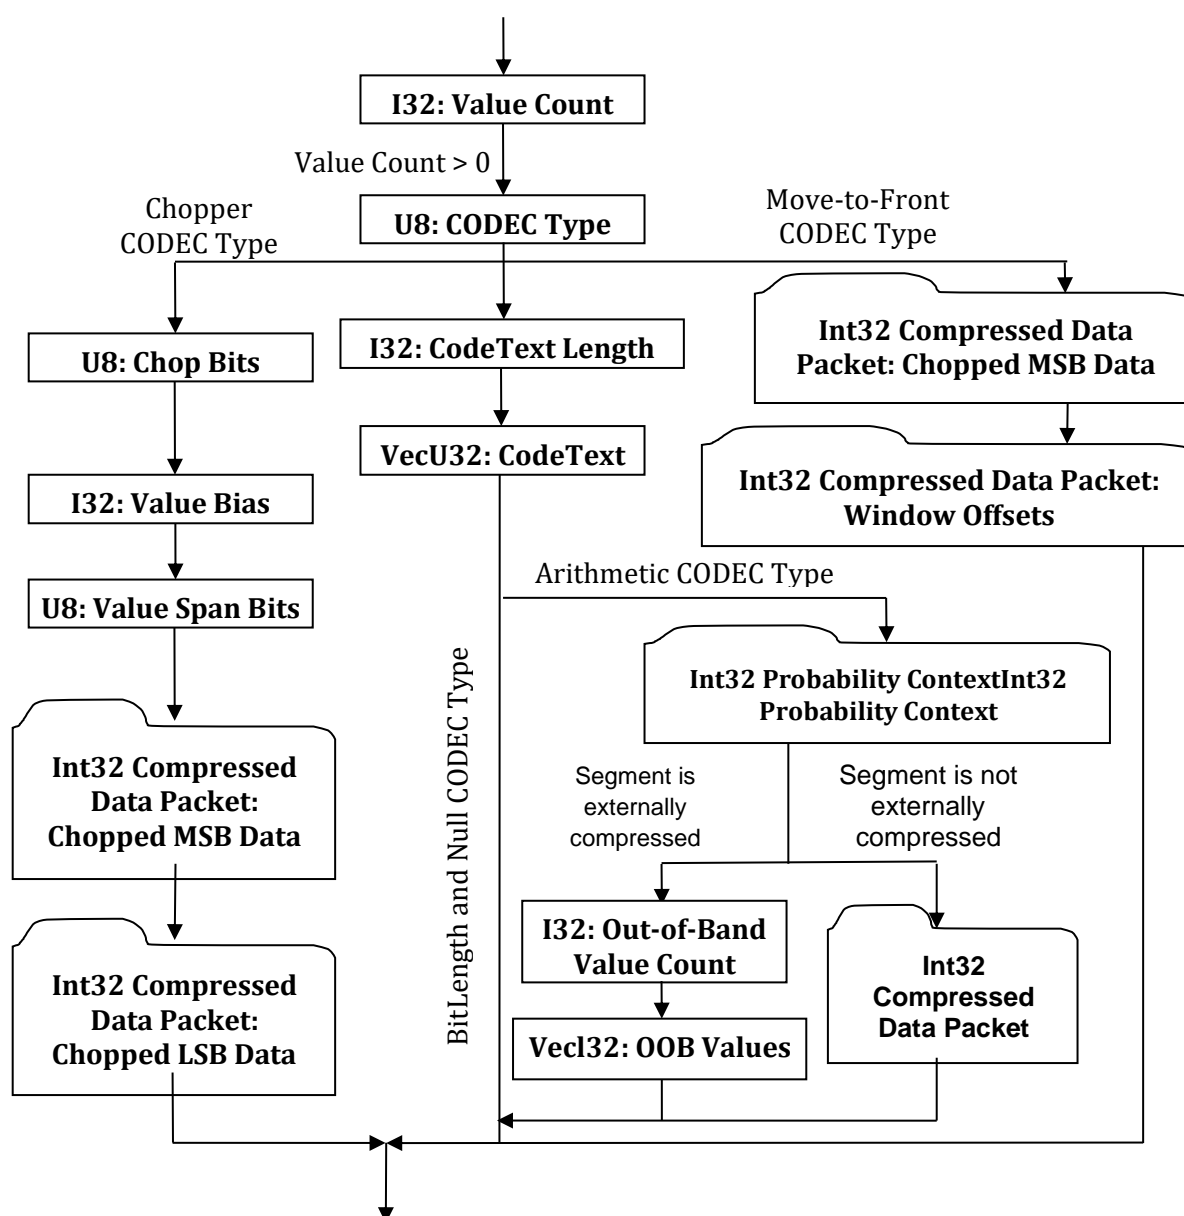 I32: Value Count
Value Count > 0
Chopper
CODEC Type
U8: CODEC Type
Move-to-Front
CODEC Type
U8: Chop Bits
I32: CodeText Length
Int32 Compressed Data
Packet: Chopped MSB Data
VecU32: CodeText
Int32 Compressed Data Packet:
Window Offsets
I32: Value Bias
U8: Value Span Bits
Arithmetic CODEC Type
BitLength and Null CODEC Type
Int32 Probability ContextInt32
Probability Context
Int32 Compressed
Data Packet:
Chopped MSB Data
Segment is
externally
compressed
Segment is not
externally
compressed
I32: Out-of-Band
Value Count
Int32
Compressed
Data Packet
Int32 Compressed
Data Packet:
Chopped LSB Data
VecI32: OOB Values